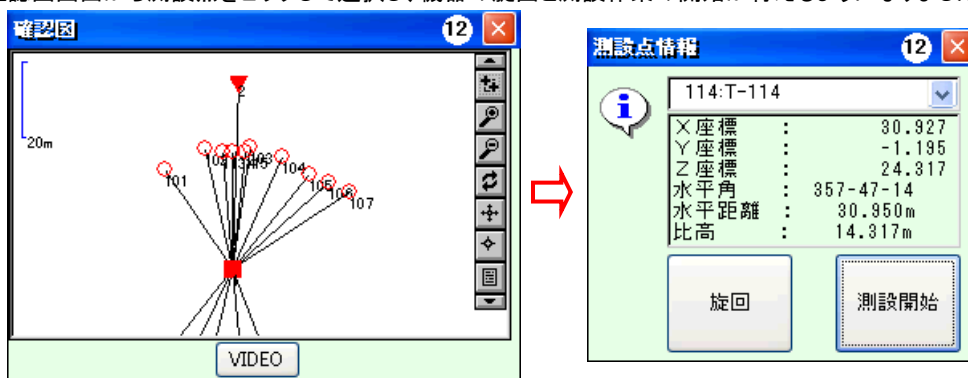 確認図
12
2
20m
101
103
104
105
106
107
VIDEO
測設点情報
12
114:T-114
X座標 : 30.927
Y座標 : -1.195
Z座標 : 24.317
水平角 : 357-47-14
水平距離 : 30.950m
比高 : 14.317m
旋回
測設開始